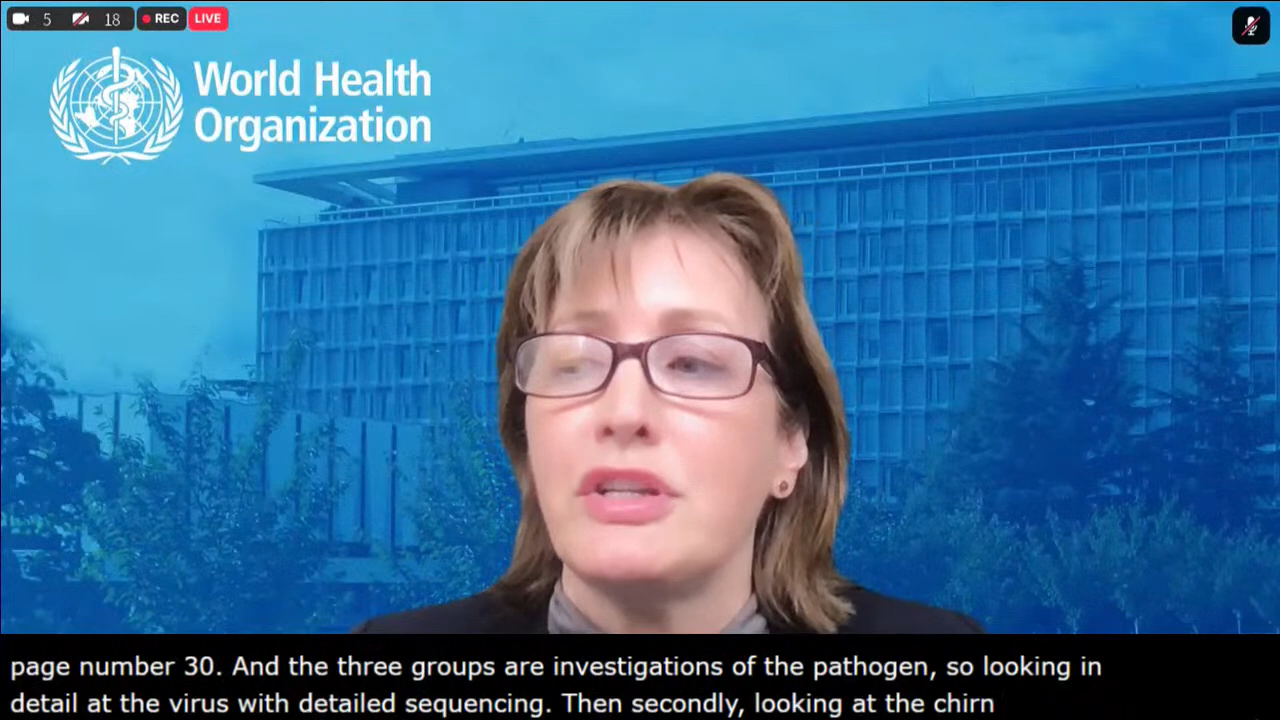 5 18 REC LIVE
World Health
Organization
page number 30. And the three groups are investigations of the pathogen, so looking in
detail at the virus with detailed sequencing. Then secondly, looking at the chirn